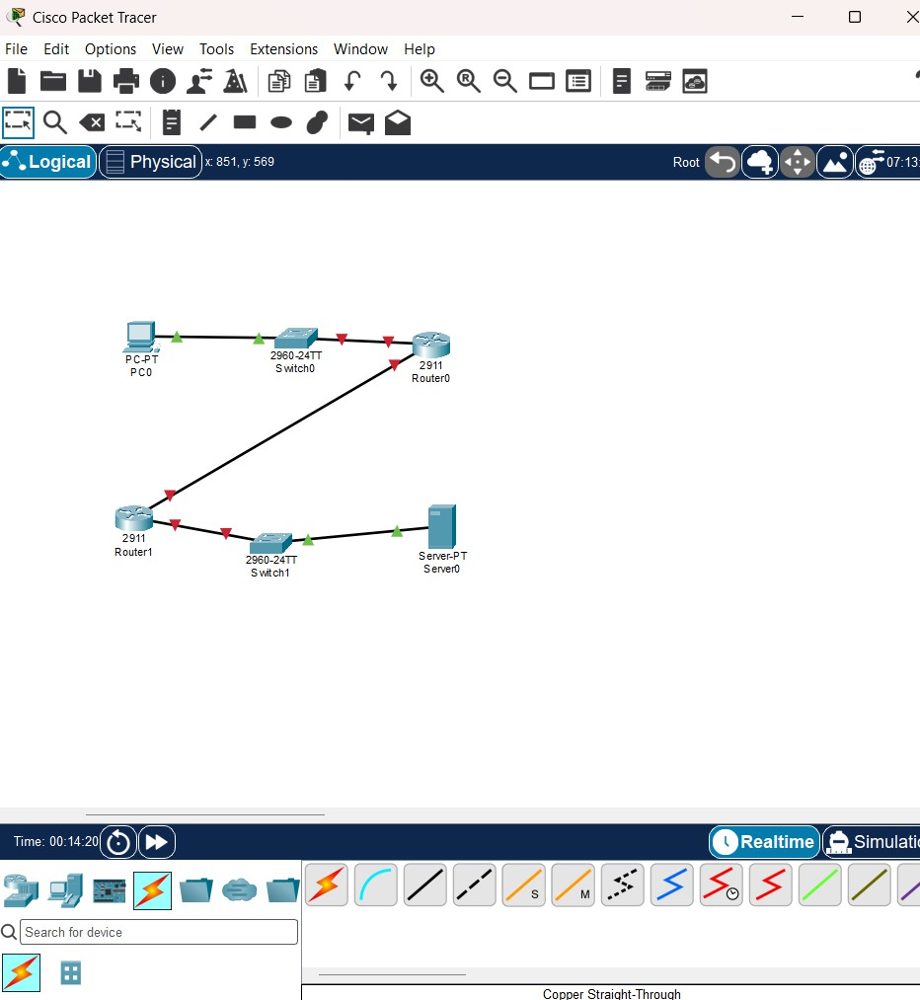 Cisco Packet Tracer
File Edit Options View Tools Extensions Window Help
Logical Physical x: 851, y: 569 Root 07:13:
PC-PT
PC0
2960-24TT
Switch0
2911
Router0
2911
Router1
2960-24TT
Switch1
Server-PT
Server0
Time: 00:14:20 Realtime Simulatio
S M
Search for device
Copper Straight-Through